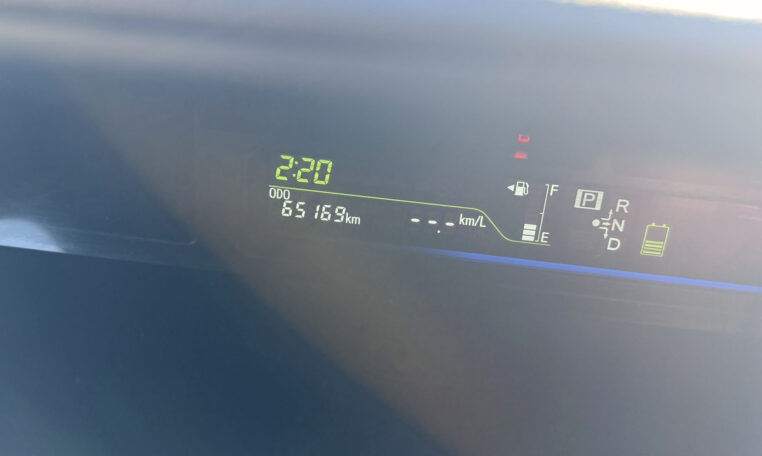 2:20
ODO
65169km
--.- km/L
F
E
P
R
N
D